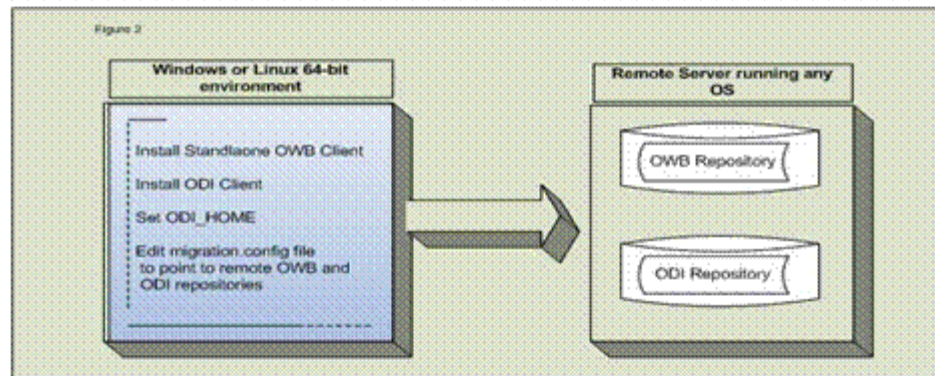 Figure 2
Windows or Linux 64-bit
environment
Install Standlaone OWB Client
Install ODI Client
Set ODI_HOME
Edit migration.config file
to point to remote OWB and
ODI repositories
Remote Server running any
OS
OWB Repository
ODI Repository